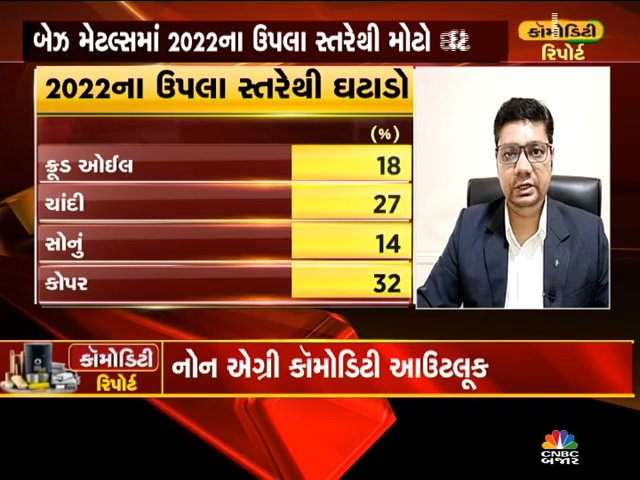 બેઝ મેટલ્સમાં 2022ના ઉપલા સ્તરેથી મોટો
કૉમોડિટી
રિપોર્ટ
2022ના ઉપલા સ્તરેથી ઘટાડો
(%)
ક્રૂડ ઓઈલ 18
ચાંદી 27
સોનું 14
કોપર 32
કૉમોડિટી
રિપોર્ટ
નોન એગ્રી કૉમોડિટી આઉટલૂક
CNBC
બજાર